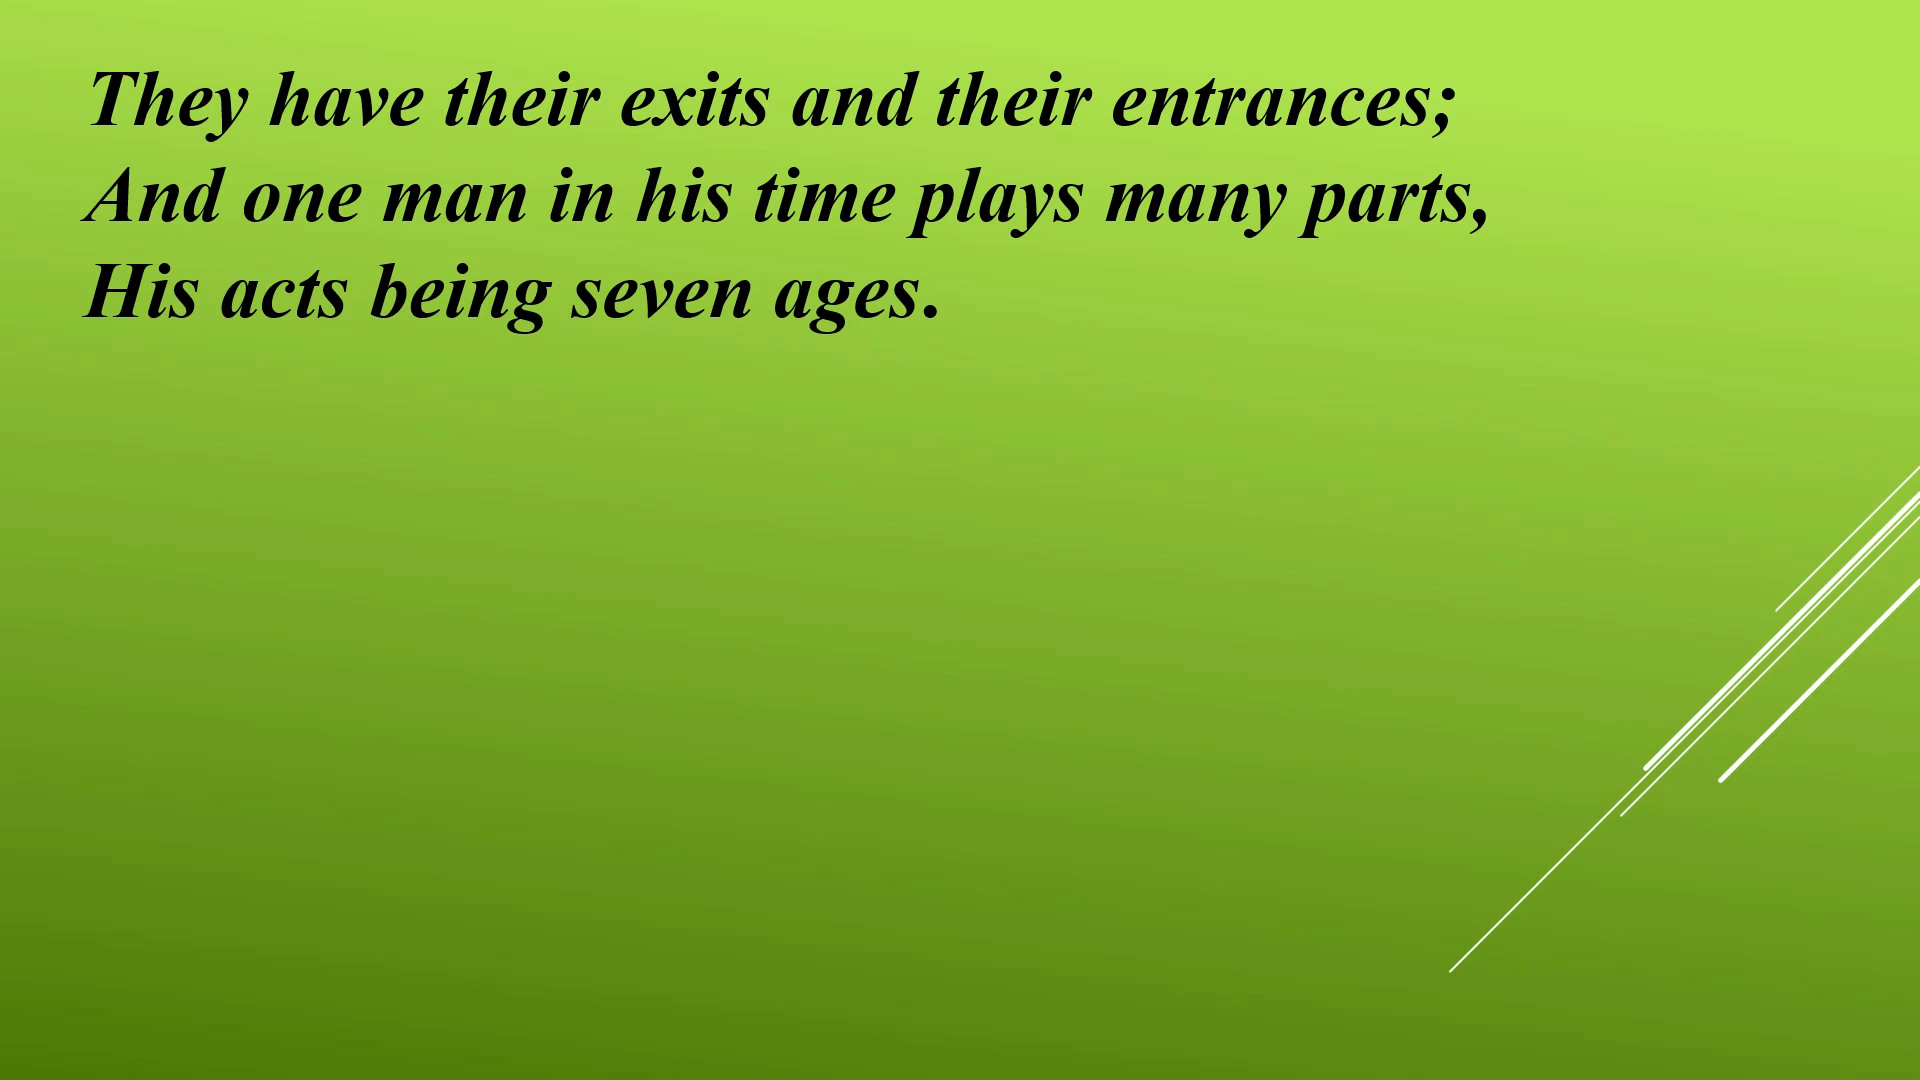 They have their exits and their entrances;
And one man in his time plays many parts,
His acts being seven ages.